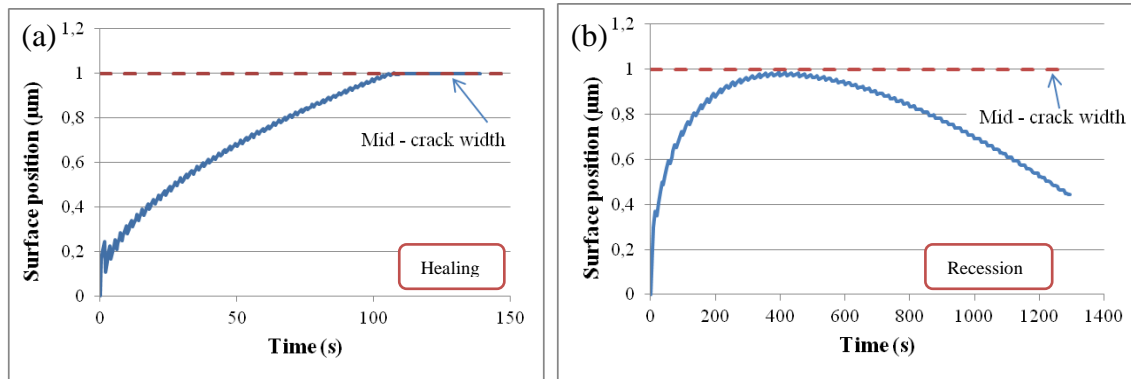 (a)
1,2
1
0,8
0,6
0,4
0,2
0
Surface position (µm)
Mid - crack width
Healing
0 50 100 150
Time (s)
(b)
1,2
1
0,8
0,6
0,4
0,2
0
Surface position (µm)
Mid - crack width
Recession
0 200 400 600 800 1000 1200 1400
Time (s)